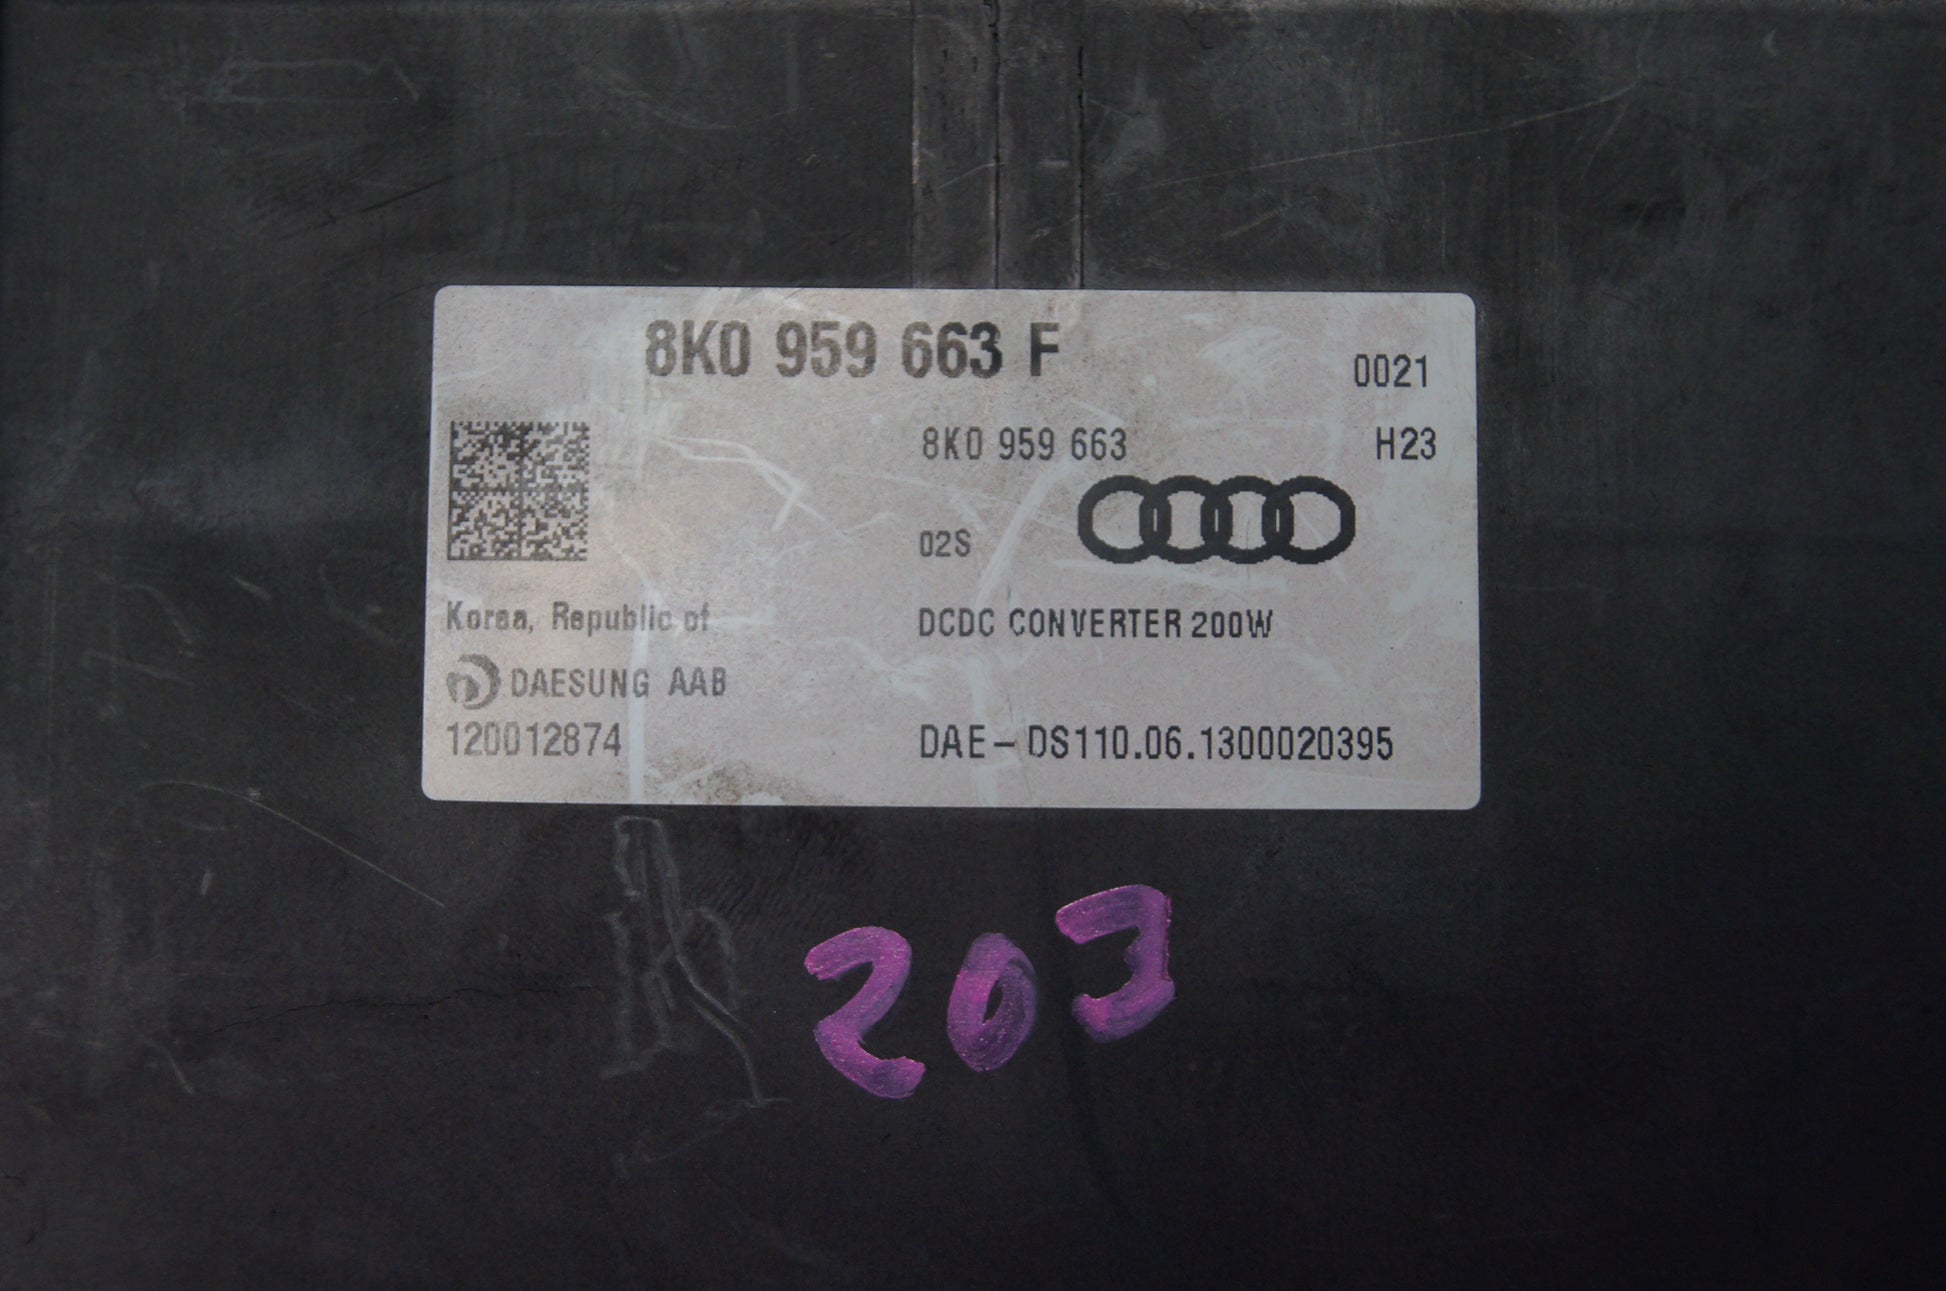 8K0 959 663 F
0021
8K0 959 663
H23
02S
Korea, Republic of
DCDC CONVERTER 200W
DAESUNG AAB
120012874
DAE-DS110.06.1300020395
203